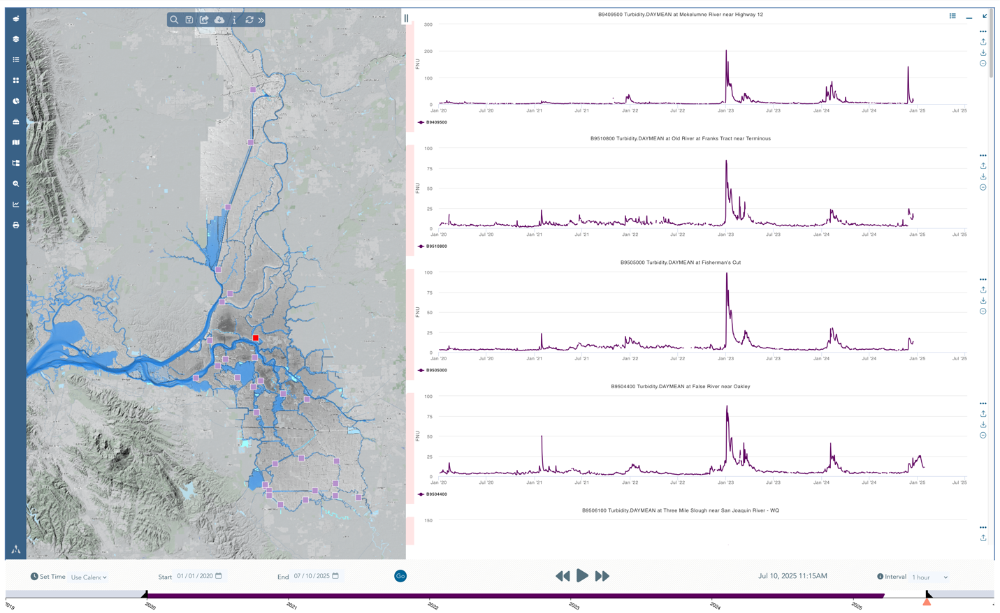 B9409500 Turbidity.DAYMEAN at Mokelumne River near Highway 12
300
200
100
0
FNU
Jan '20 Jul '20 Jan '21 Jul '21 Jan '22 Jul '22 Jan '23 Jul '23 Jan '24 Jul '24 Jan '25 Jul '25
B9409500
B9510800 Turbidity.DAYMEAN at Old River at Franks Tract near Terminous
100
75
50
25
0
FNU
Jan '20 Jul '20 Jan '21 Jul '21 Jan '22 Jul '22 Jan '23 Jul '23 Jan '24 Jul '24 Jan '25 Jul '25
B9510800
B9505000 Turbidity.DAYMEAN at Fisherman's Cut
100
75
50
25
0
FNU
Jan '20 Jul '20 Jan '21 Jul '21 Jan '22 Jul '22 Jan '23 Jul '23 Jan '24 Jul '24 Jan '25 Jul '25
B9505000
B9504400 Turbidity.DAYMEAN at False River near Oakley
100
75
50
25
0
FNU
Jan '20 Jul '20 Jan '21 Jul '21 Jan '22 Jul '22 Jan '23 Jul '23 Jan '24 Jul '24 Jan '25 Jul '25
B9504400
B9506100 Turbidity.DAYMEAN at Three Mile Slough near San Joaquin River - WQ
150
Set Time Use Calenc Start 01/01/2020 End 07/10/2025 Go Jul 10, 2025 11:15AM Interval 1 hour
2019 2020 2021 2022 2023 2024 2025